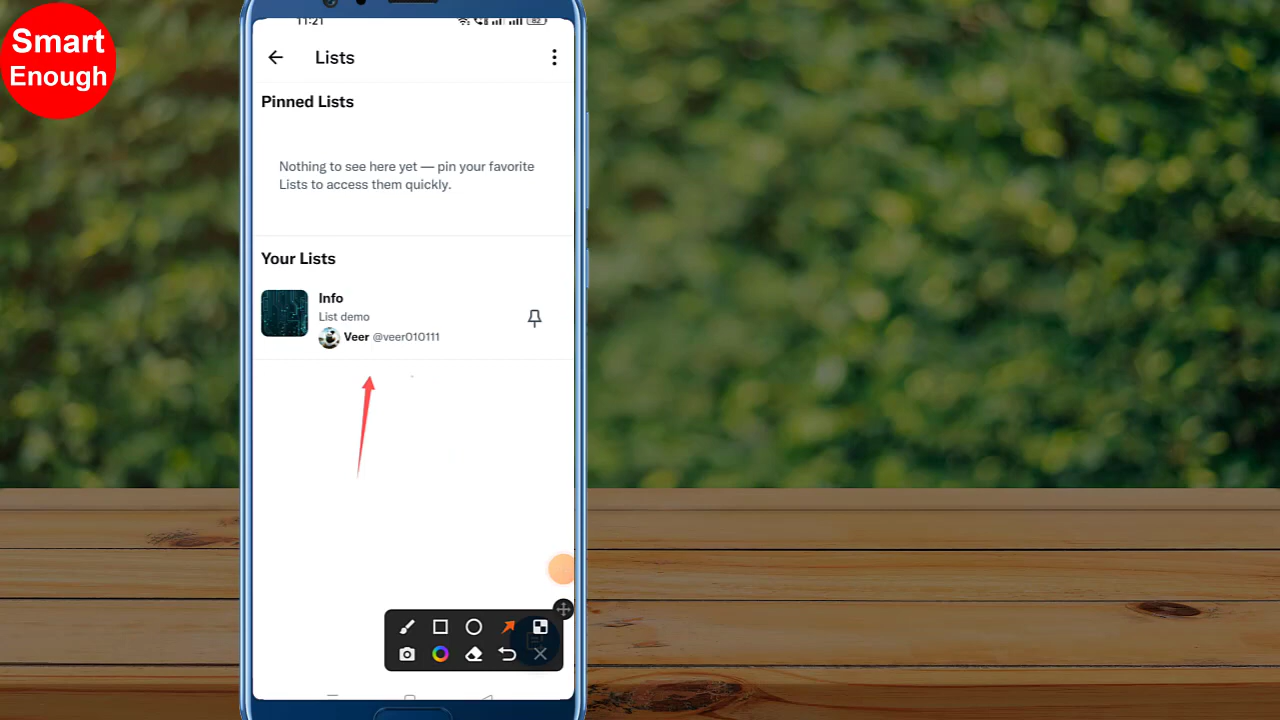 Smart
Enough
11:21
82
Lists
Pinned Lists
Nothing to see here yet — pin your favorite
Lists to access them quickly.
Your Lists
Info
List demo
Veer @veer010111